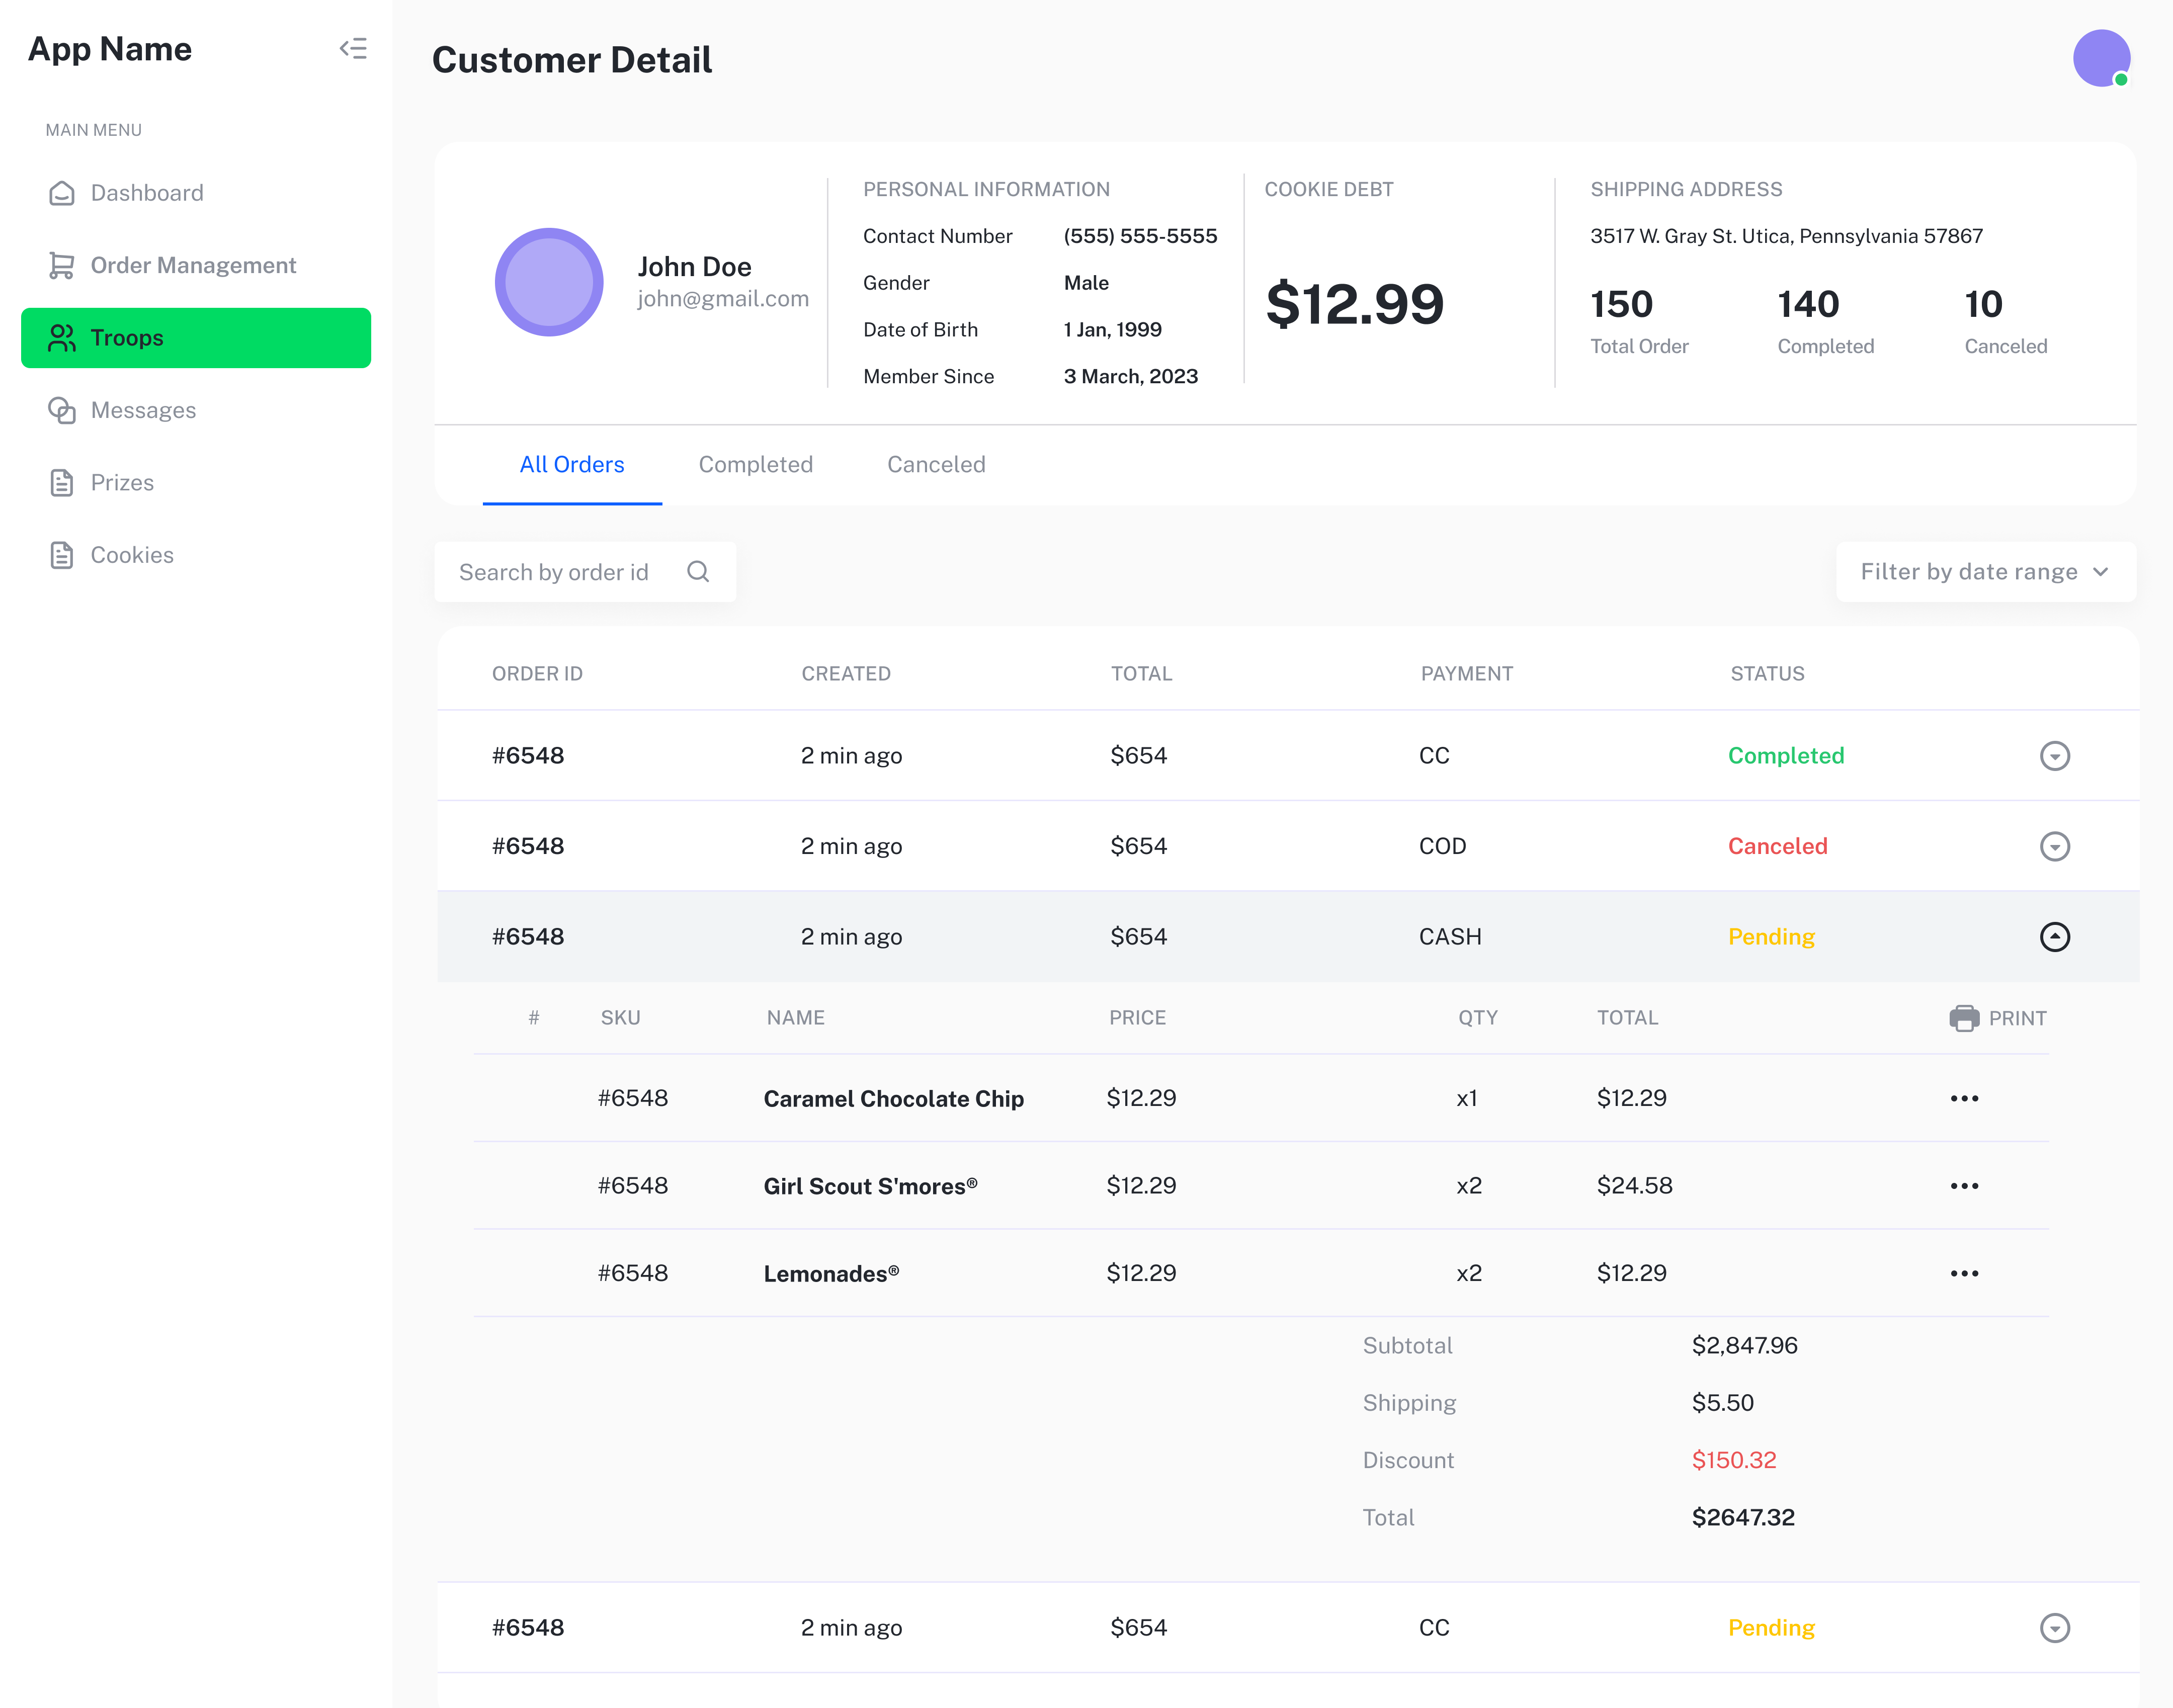 App Name
MAIN MENU
Dashboard
Order Management
Troops
Messages
Prizes
Cookies
Customer Detail
John Doe
john@gmail.com
PERSONAL INFORMATION
Contact Number (555) 555-5555
Gender Male
Date of Birth 1 Jan, 1999
Member Since 3 March, 2023
COOKIE DEBT
$12.99
SHIPPING ADDRESS
3517 W. Gray St. Utica, Pennsylvania 57867
150 140 10
Total Order Completed Canceled
All Orders Completed Canceled
Search by order id Filter by date range
ORDER ID CREATED TOTAL PAYMENT STATUS
#6548 2 min ago $654 CC Completed
#6548 2 min ago $654 COD Canceled
#6548 2 min ago $654 CASH Pending
# SKU NAME PRICE QTY TOTAL PRINT
#6548 Caramel Chocolate Chip $12.29 x1 $12.29
#6548 Girl Scout S'mores® $12.29 x2 $24.58
#6548 Lemonades® $12.29 x2 $12.29
Subtotal $2,847.96
Shipping $5.50
Discount $150.32
Total $2647.32
#6548 2 min ago $654 CC Pending